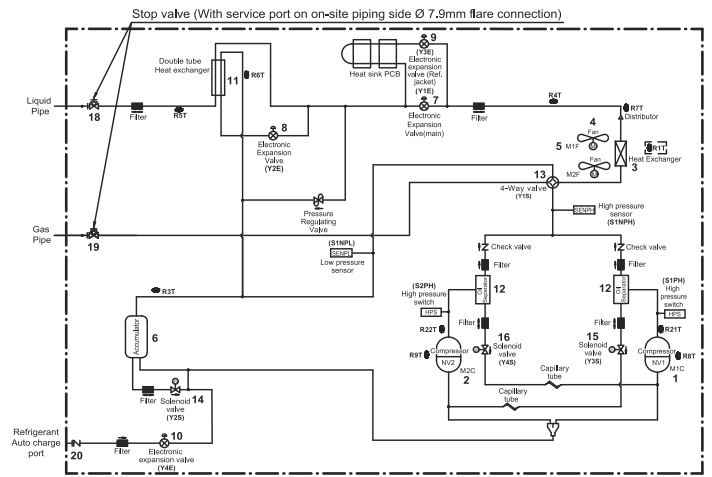 Stop valve (With service port on on-site piping side Ø 7.9mm flare connection)
9
(Y3E)
Electronic
expansion
valve (Ref.
jacket)
(Y1E)
Heat sink PCB
Double tube
Heat exchanger
11
R6T
7
Electronic
Expansion
Valve(main)
Liquid
Pipe
18
Filter
R5T
8
Electronic
Expansion
Valve
(Y2E)
Filter
R4T
R7T
Distributor
4
Fan
5
M1F
Fan
M2F
R1T
Heat Exchanger
3
13
4-Way valve
(Y1S)
Pressure
Regulating
Valve
SENPH
High pressure
sensor
(S1NPH)
Gas
Pipe
19
(S1NPL)
SENPL
Low pressure
sensor
Check valve
Check valve
Filter
Filter
R3T
(S2PH)
High pressure
switch
HPS
12
Oil
Separator
12
Oil
Separator
(S1PH)
High
pressure
switch
HPS
Accumulator
6
R22T
Filter
16
Solenoid
valve
(Y4S)
Filter
15
Solenoid
valve
(Y3S)
R21T
R9T
Compressor
NV2
M2C
2
Compressor
NV1
M1C
1
R8T
Capillary
tube
Capillary
tube
Filter
Solenoid
valve
(Y2S)
14
Refrigerant
Auto charge
port
20
Filter
10
Electronic
expansion valve
(Y4E)